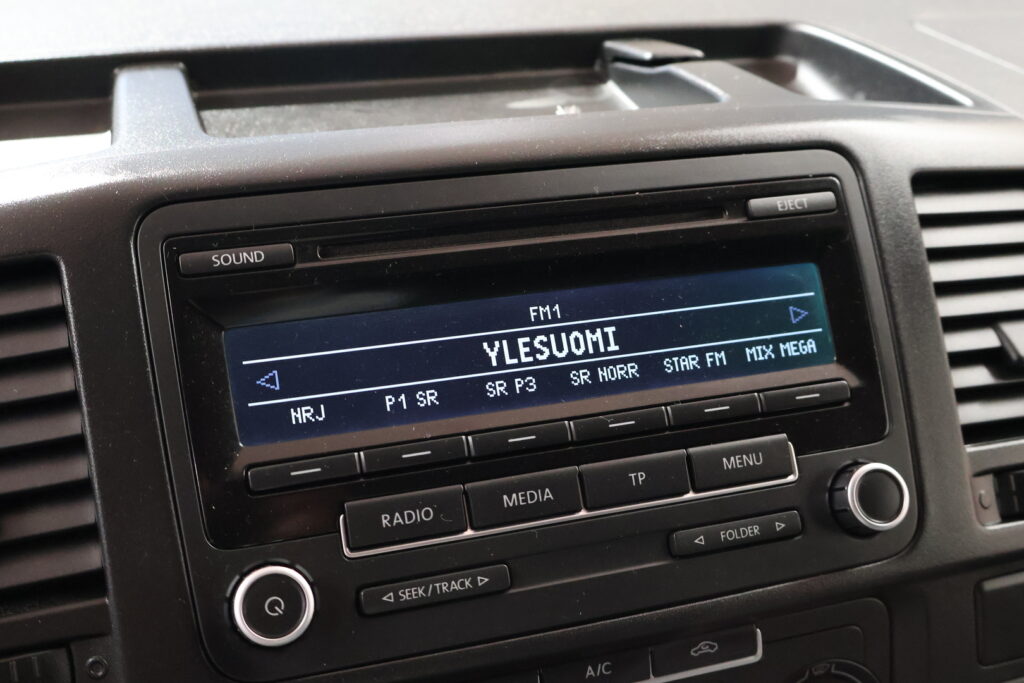 EJECT
SOUND
FM1
YLESUOMI
NRJ P1 SR SR P3 SR NORR STAR FM MIX MEGA
RADIO MEDIA TP MENU
SEEK/TRACK FOLDER
A/C